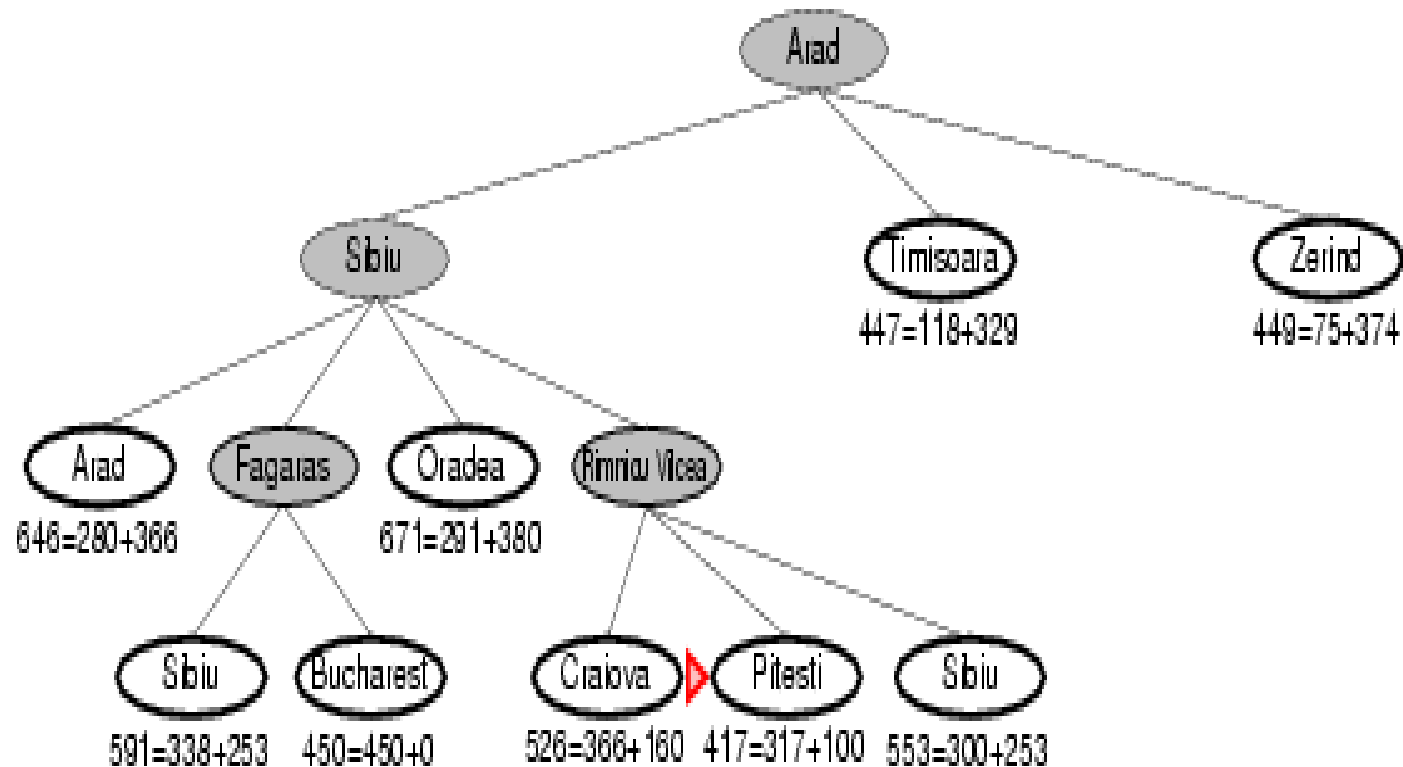 Arad
Sibiu
Timisoara
Zerind
447=118+329
449=75+374
Arad
Fagaras
Oradea
Rimnicu Vilcea
646=280+366
671=291+380
Sibiu
Bucharest
Craiova
Pitesti
Sibiu
591=338+253
450=450+0
526=366+160
417=317+100
553=300+253